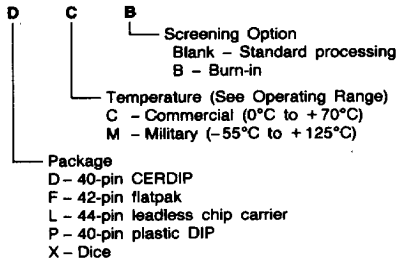 D C B
Screening Option
Blank – Standard processing
B – Burn-in
Temperature (See Operating Range)
C – Commercial (0°C to +70°C)
M – Military (–55°C to +125°C)
Package
D – 40-pin CERDIP
F – 42-pin flatpak
L – 44-pin leadless chip carrier
P – 40-pin plastic DIP
X – Dice